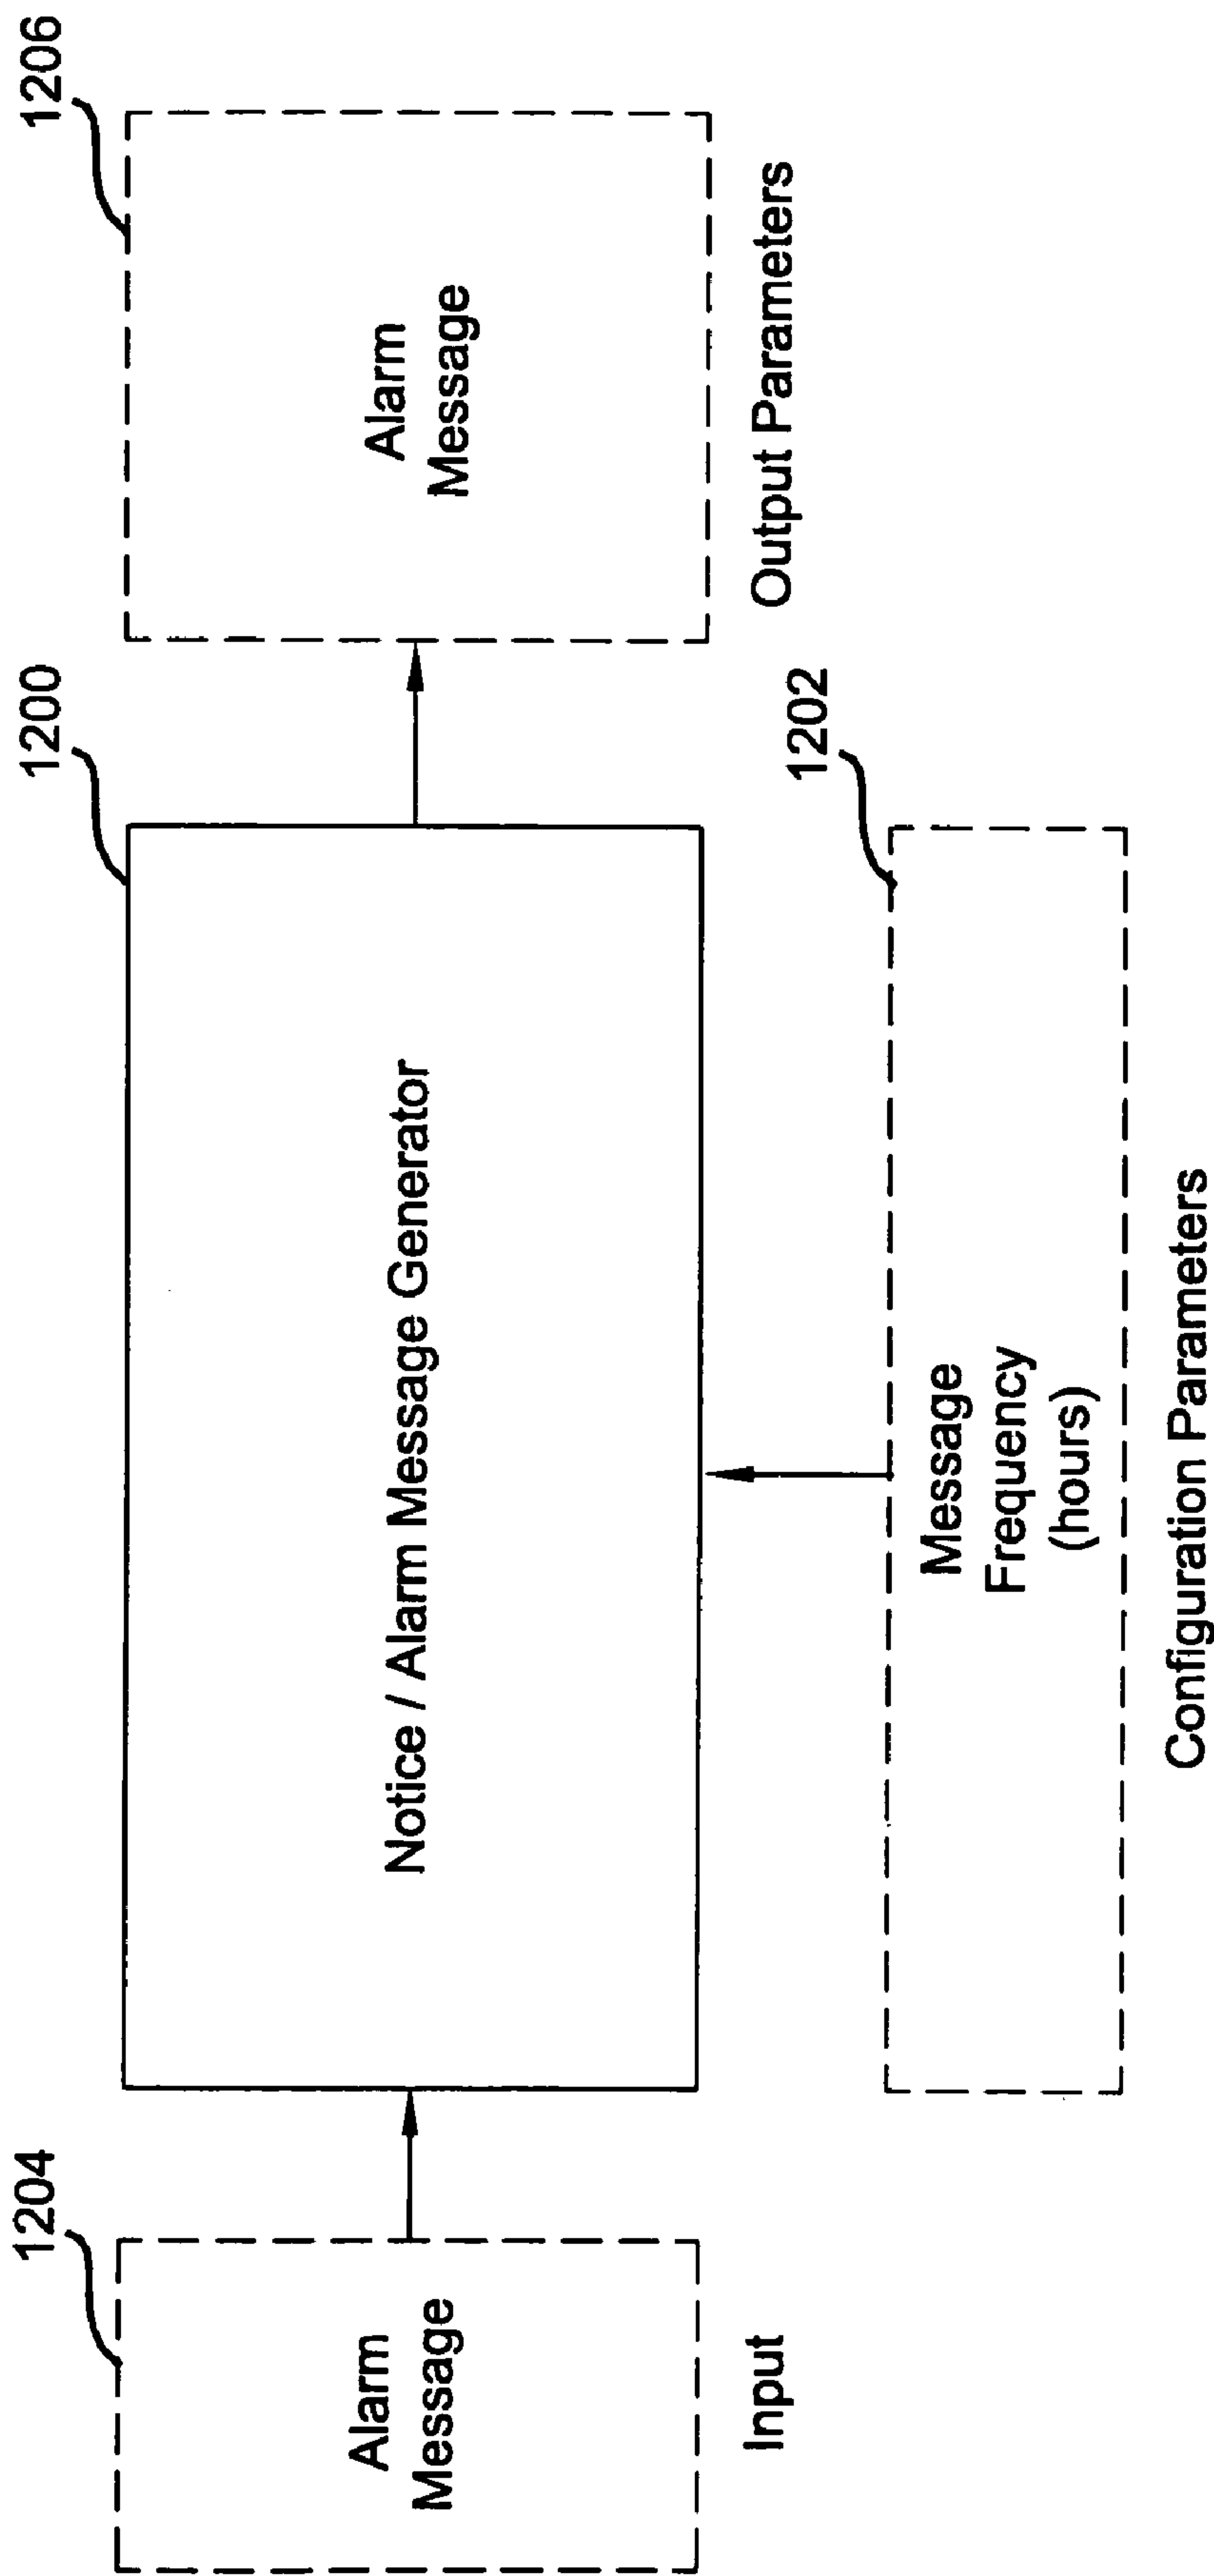 1204
Alarm
Message
Input
1200
Notice / Alarm Message Generator
1202
Message
Frequency
(hours)
Configuration Parameters
1206
Alarm
Message
Output Parameters